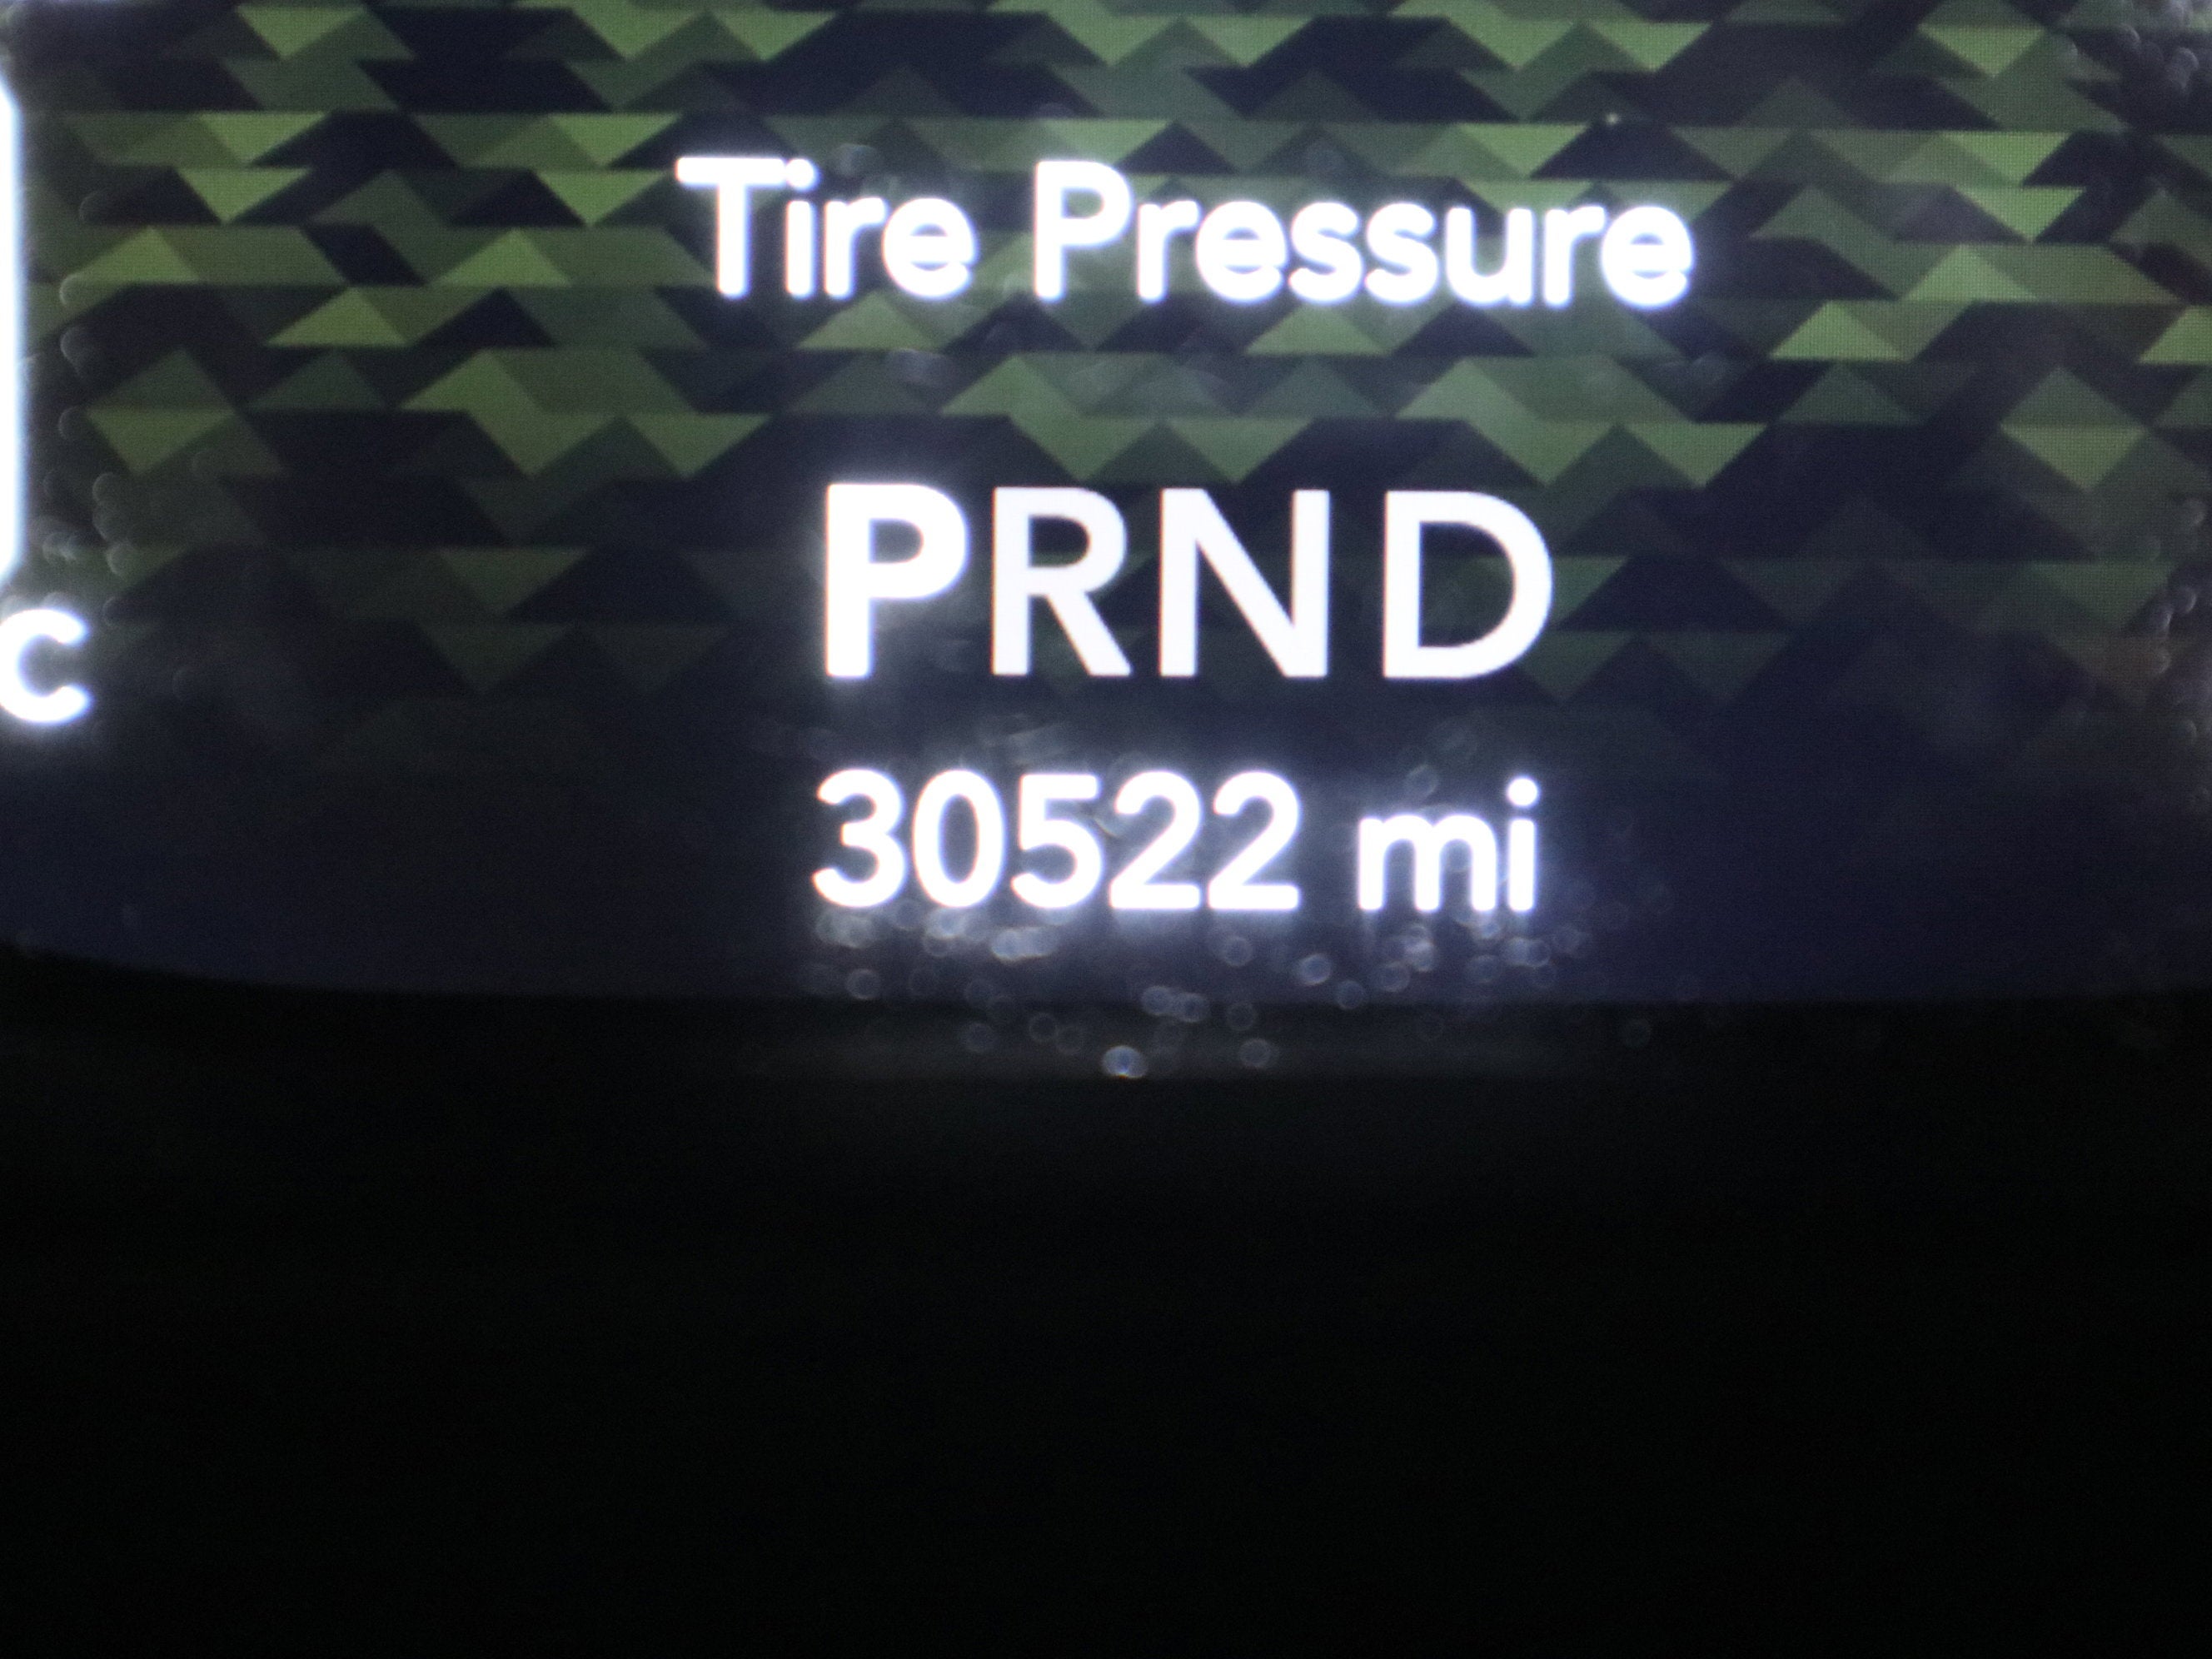 Tire Pressure
PRND
c
30522 mi